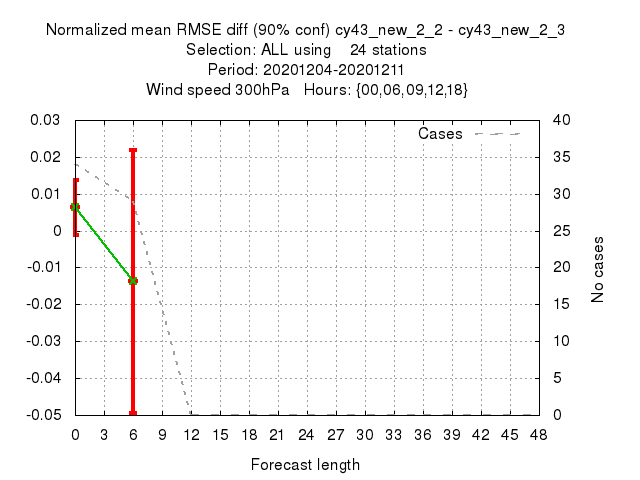 Normalized mean RMSE diff (90% conf) cy43_new_2_2 - cy43_new_2_3
Selection: ALL using    24 stations
Period: 20201204-20201211
Wind speed 300hPa   Hours: {00,06,09,12,18}
Cases
0.03
0.02
0.01
0
-0.01
-0.02
-0.03
-0.04
-0.05
40
35
30
25
20
15
10
5
0
No cases
0 3 6 9 12 15 18 21 24 27 30 33 36 39 42 45 48
Forecast length